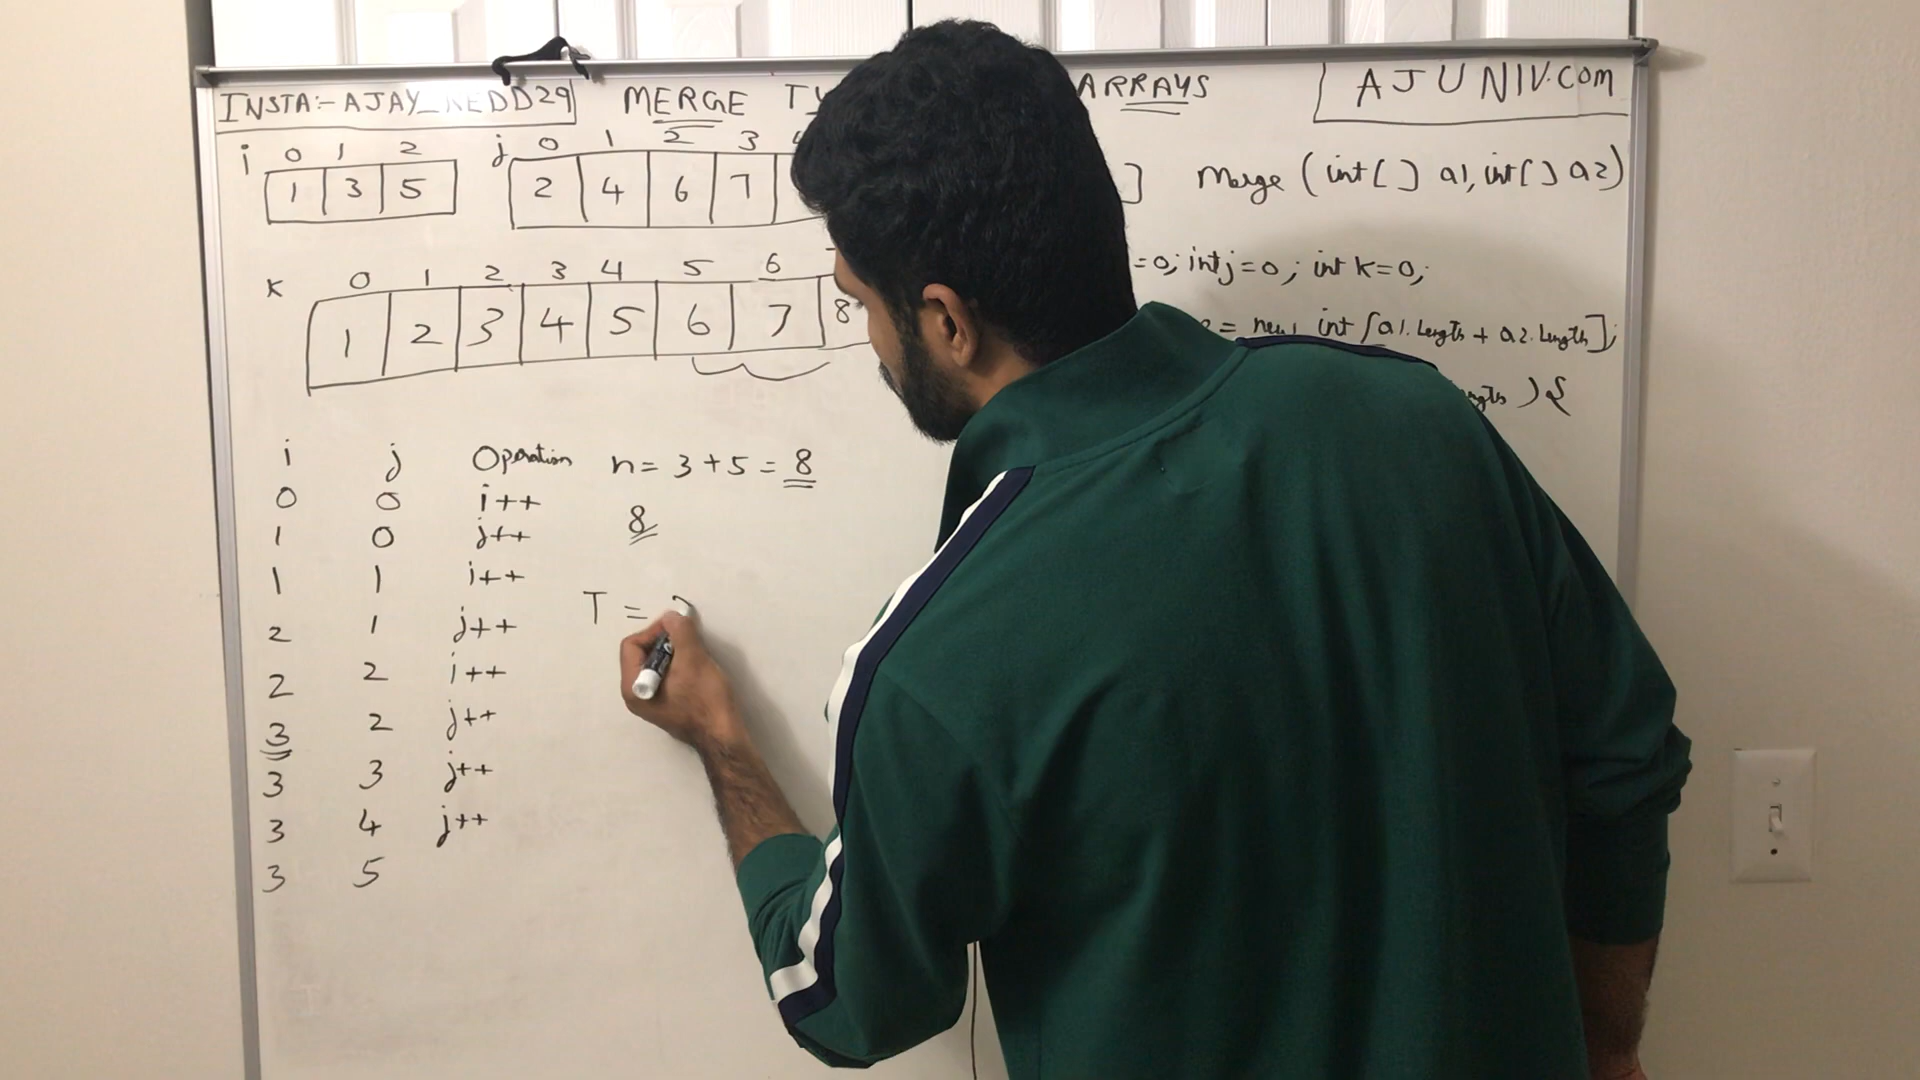 INSTA:- AJAY_REDD29
MERGE
ARRAYS
AJUNIV.COM
i 0 1 2
1 3 5
j 0 1 2 3
2 4 6 7
] Merge (int[] a1, int[] a2)
k 0 1 2 3 4 5 6
1 2 3 4 5 6 7 8
=0; int j=0; int k=0;
= new int [a1.Length + a2.Length];
) {
i j Operation
0 0 i++
1 0 j++
1 1 i++
2 1 j++
2 2 i++
3 2 j++
3 3 j++
3 4 j++
3 5
n = 3+5 = 8
8
T =